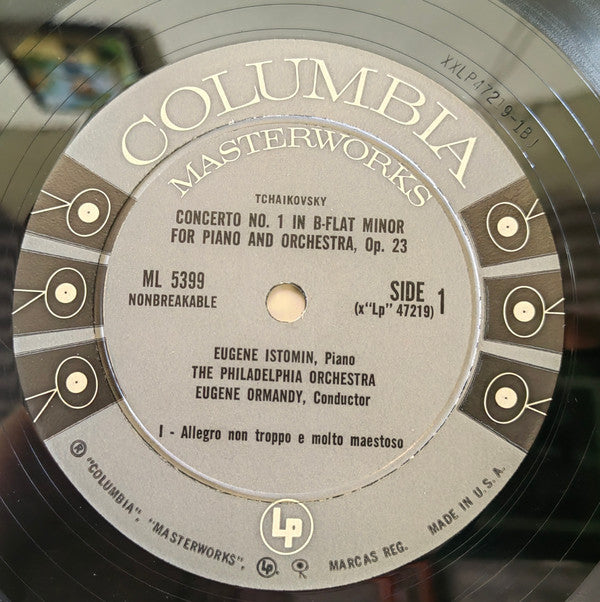 COLUMBIA
MASTERWORKS
XXLP47219-1BJ
TCHAIKOVSKY
CONCERTO NO. 1 IN B-FLAT MINOR
FOR PIANO AND ORCHESTRA, Op. 23
ML 5399
NONBREAKABLE
SIDE 1
(x"Lp" 47219)
EUGENE ISTOMIN, Piano
THE PHILADELPHIA ORCHESTRA
EUGENE ORMANDY, Conductor
I - Allegro non troppo e molto maestoso
Lp
® "COLUMBIA", "MASTERWORKS", Lp, MARCAS REG. MADE IN U.S.A.